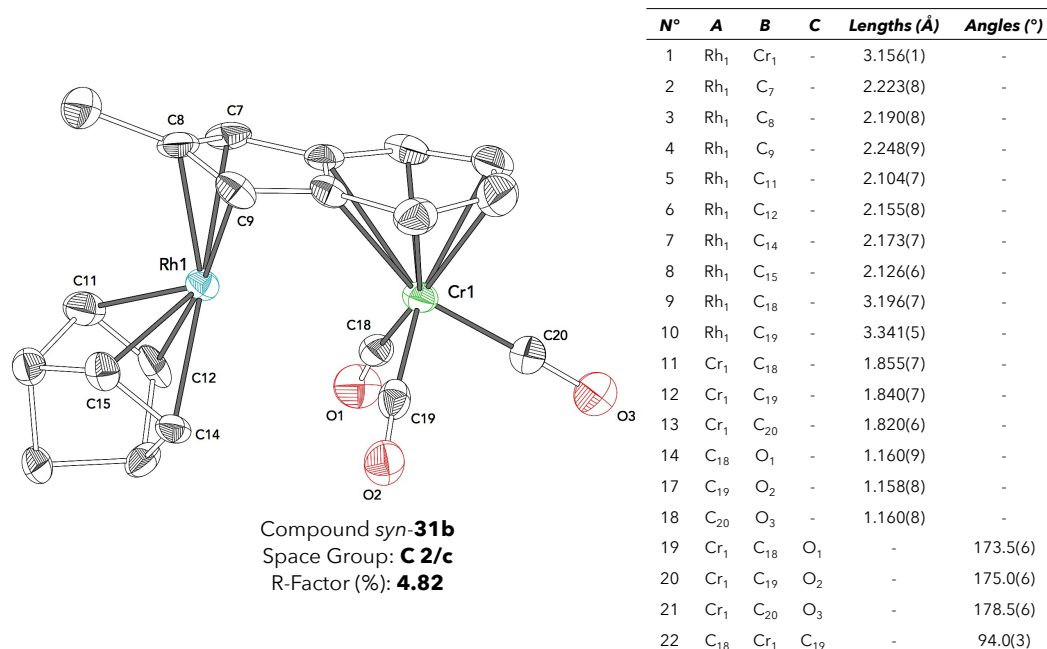 C8
C7
C9
Rh1
C11
C12
C15
C14
Cr1
C18
C20
O1
C19
O3
O2
Compound syn-31b
Space Group: C 2/c
R-Factor (%): 4.82
N° A B C Lengths (Å) Angles (°)
1 Rh₁ Cr₁ - 3.156(1) -
2 Rh₁ C₇ - 2.223(8) -
3 Rh₁ C₈ - 2.190(8) -
4 Rh₁ C₉ - 2.248(9) -
5 Rh₁ C₁₁ - 2.104(7) -
6 Rh₁ C₁₂ - 2.155(8) -
7 Rh₁ C₁₄ - 2.173(7) -
8 Rh₁ C₁₅ - 2.126(6) -
9 Rh₁ C₁₈ - 3.196(7) -
10 Rh₁ C₁₉ - 3.341(5) -
11 Cr₁ C₁₈ - 1.855(7) -
12 Cr₁ C₁₉ - 1.840(7) -
13 Cr₁ C₂₀ - 1.820(6) -
14 C₁₈ O₁ - 1.160(9) -
17 C₁₉ O₂ - 1.158(8) -
18 C₂₀ O₃ - 1.160(8) -
19 Cr₁ C₁₈ O₁ - 173.5(6)
20 Cr₁ C₁₉ O₂ - 175.0(6)
21 Cr₁ C₂₀ O₃ - 178.5(6)
22 C₁₈ Cr₁ C₁₉ - 94.0(3)